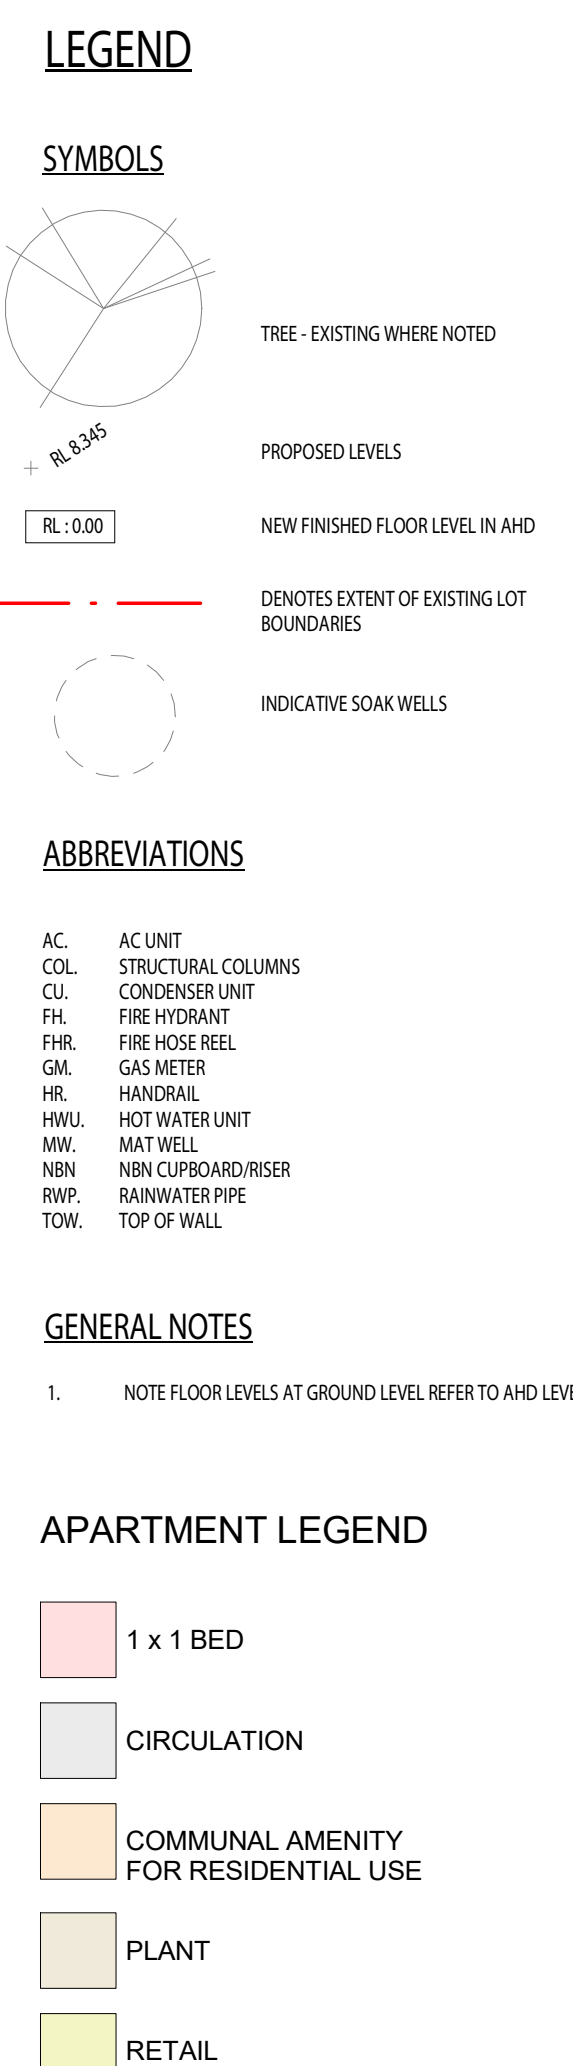 LEGEND
SYMBOLS
TREE - EXISTING WHERE NOTED
RL 8.345
PROPOSED LEVELS
RL : 0.00
NEW FINISHED FLOOR LEVEL IN AHD
DENOTES EXTENT OF EXISTING LOT
BOUNDARIES
INDICATIVE SOAK WELLS
ABBREVIATIONS
AC. AC UNIT
COL. STRUCTURAL COLUMNS
CU. CONDENSER UNIT
FH. FIRE HYDRANT
FHR. FIRE HOSE REEL
GM. GAS METER
HR. HANDRAIL
HWU. HOT WATER UNIT
MW. MAT WELL
NBN NBN CUPBOARD/RISER
RWP. RAINWATER PIPE
TOW. TOP OF WALL
GENERAL NOTES
1. NOTE FLOOR LEVELS AT GROUND LEVEL REFER TO AHD
APARTMENT LEGEND
1 x 1 BED
CIRCULATION
COMMUNAL AMENITY
FOR RESIDENTIAL USE
PLANT
RETAIL